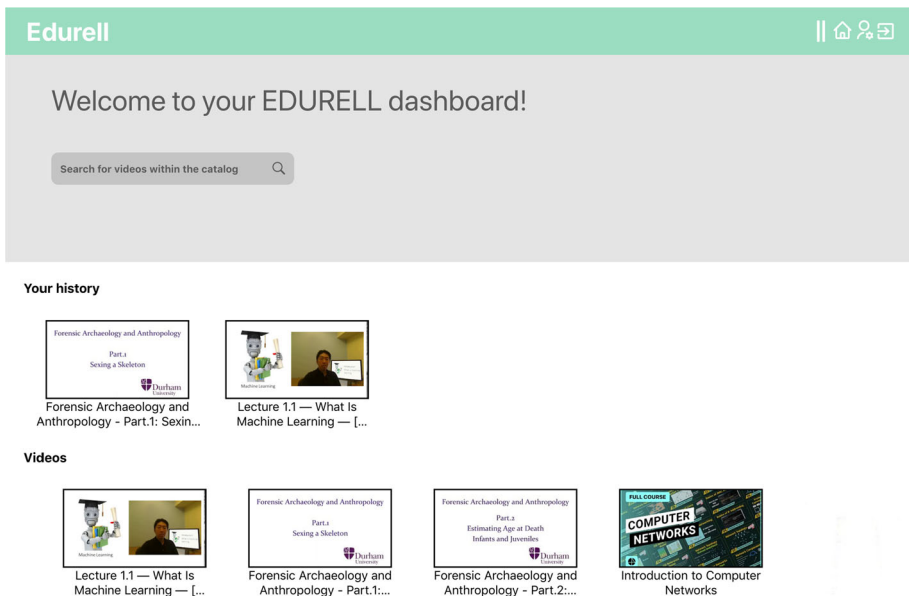 Edurell
Welcome to your EDURELL dashboard!
Search for videos within the catalog
Your history
Forensic Archaeology and Anthropology
Part.1
Sexing a Skeleton
Durham
University
Machine Learning
Forensic Archaeology and
Anthropology - Part.1: Sexin...
Lecture 1.1 — What Is
Machine Learning — [...
Videos
Machine Learning
Forensic Archaeology and Anthropology
Part.1
Sexing a Skeleton
Durham
University
Forensic Archaeology and Anthropology
Part.2
Estimating Age at Death
Infants and Juveniles
Durham
University
FULL COURSE
COMPUTER
NETWORKS
Lecture 1.1 — What Is
Machine Learning — [...
Forensic Archaeology and
Anthropology - Part.1:...
Forensic Archaeology and
Anthropology - Part.2:...
Introduction to Computer
Networks